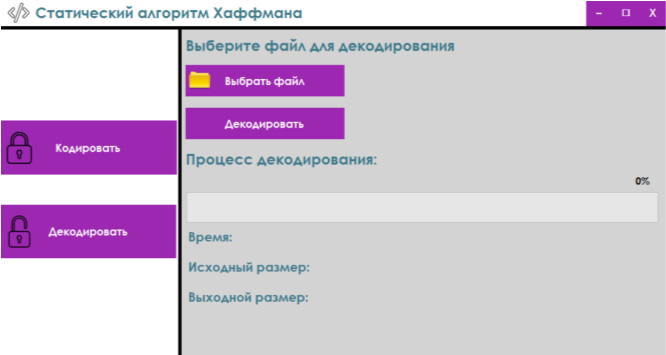 </> Статический алгоритм Хаффмана
Выберите файл для декодирования
Выбрать файл
Декодировать
Кодировать
Процесс декодирования:
0%
Декодировать
Время:
Исходный размер:
Выходной размер: